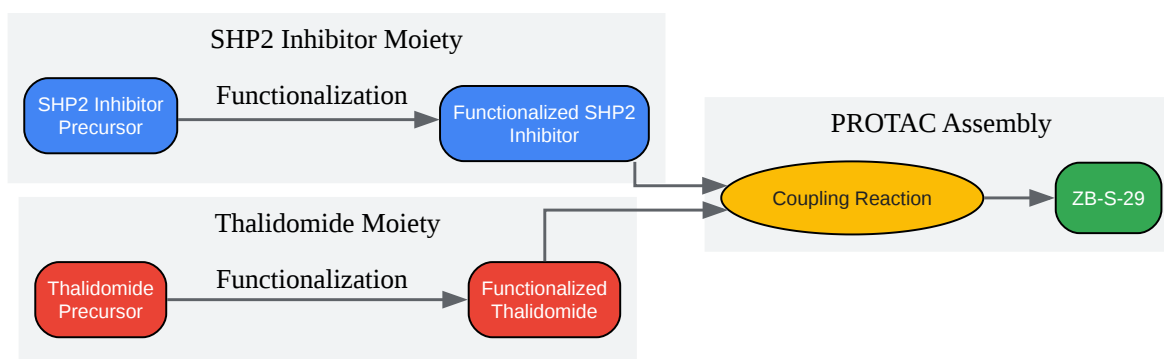 SHP2 Inhibitor Moiety
SHP2 Inhibitor
Precursor
Functionalization
Functionalized SHP2
Inhibitor
PROTAC Assembly
Coupling Reaction
ZB-S-29
Thalidomide Moiety
Thalidomide
Precursor
Functionalization
Functionalized
Thalidomide